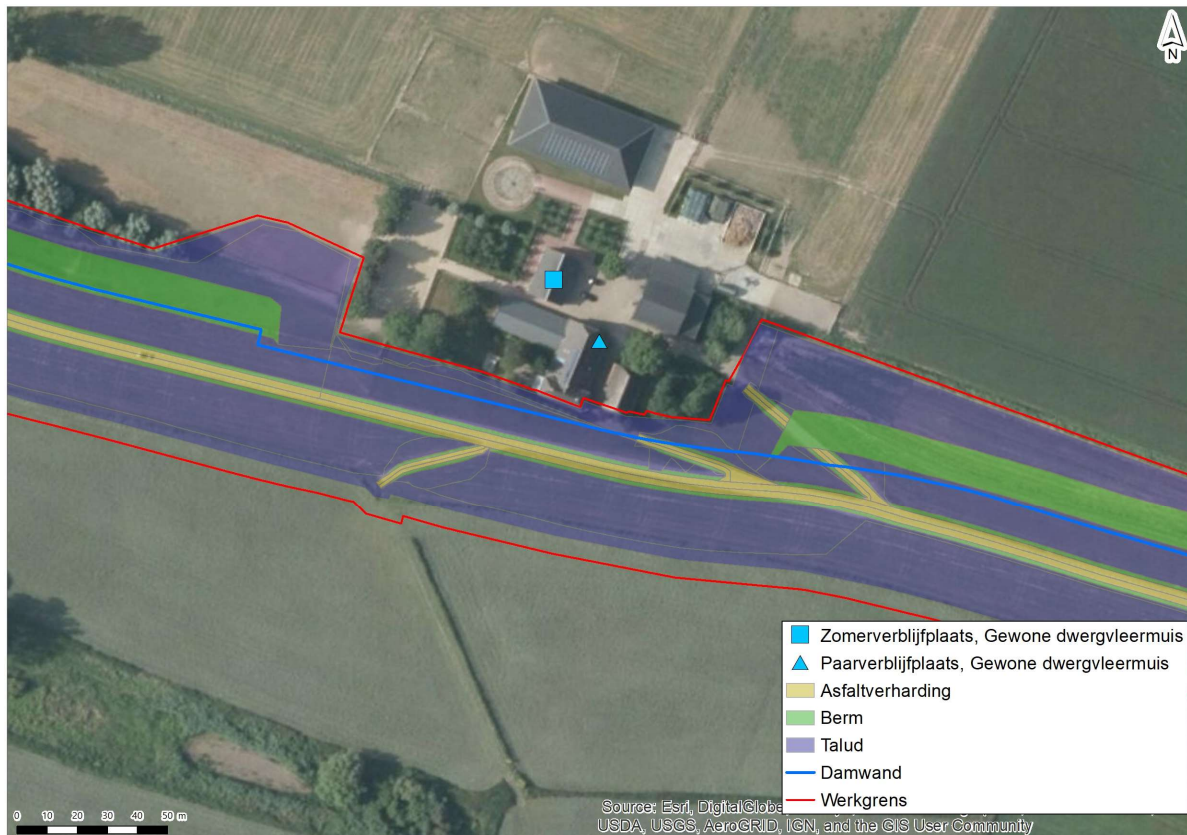 N
Zomerverblijfplaats, Gewone dwergvleermuis
Paarverblijfplaats, Gewone dwergvleermuis
Asfaltverharding
Berm
Talud
Damwand
Werkgrens
0 10 20 30 40 50 m
Source: Esri, DigitalGlobe
USDA, USGS, AeroGRID, IGN, and the GIS User Community